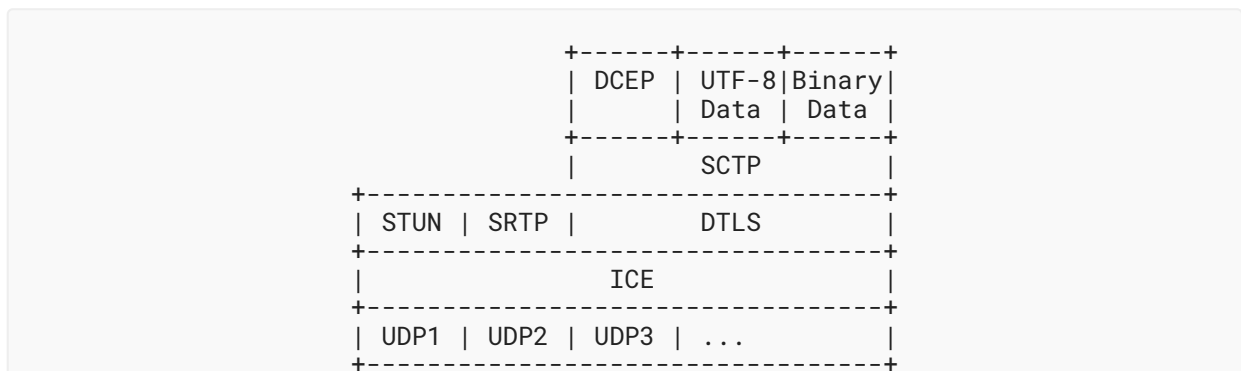 +------+------+------+
                    | DCEP | UTF-8|Binary|
                    |      | Data | Data |
                    +------+------+------+
                    |        SCTP        |
      +----------------------------------+
      | STUN | SRTP |        DTLS        |
      +----------------------------------+
      |                ICE               |
      +----------------------------------+
      | UDP1 | UDP2 | UDP3 | ...         |
      +----------------------------------+